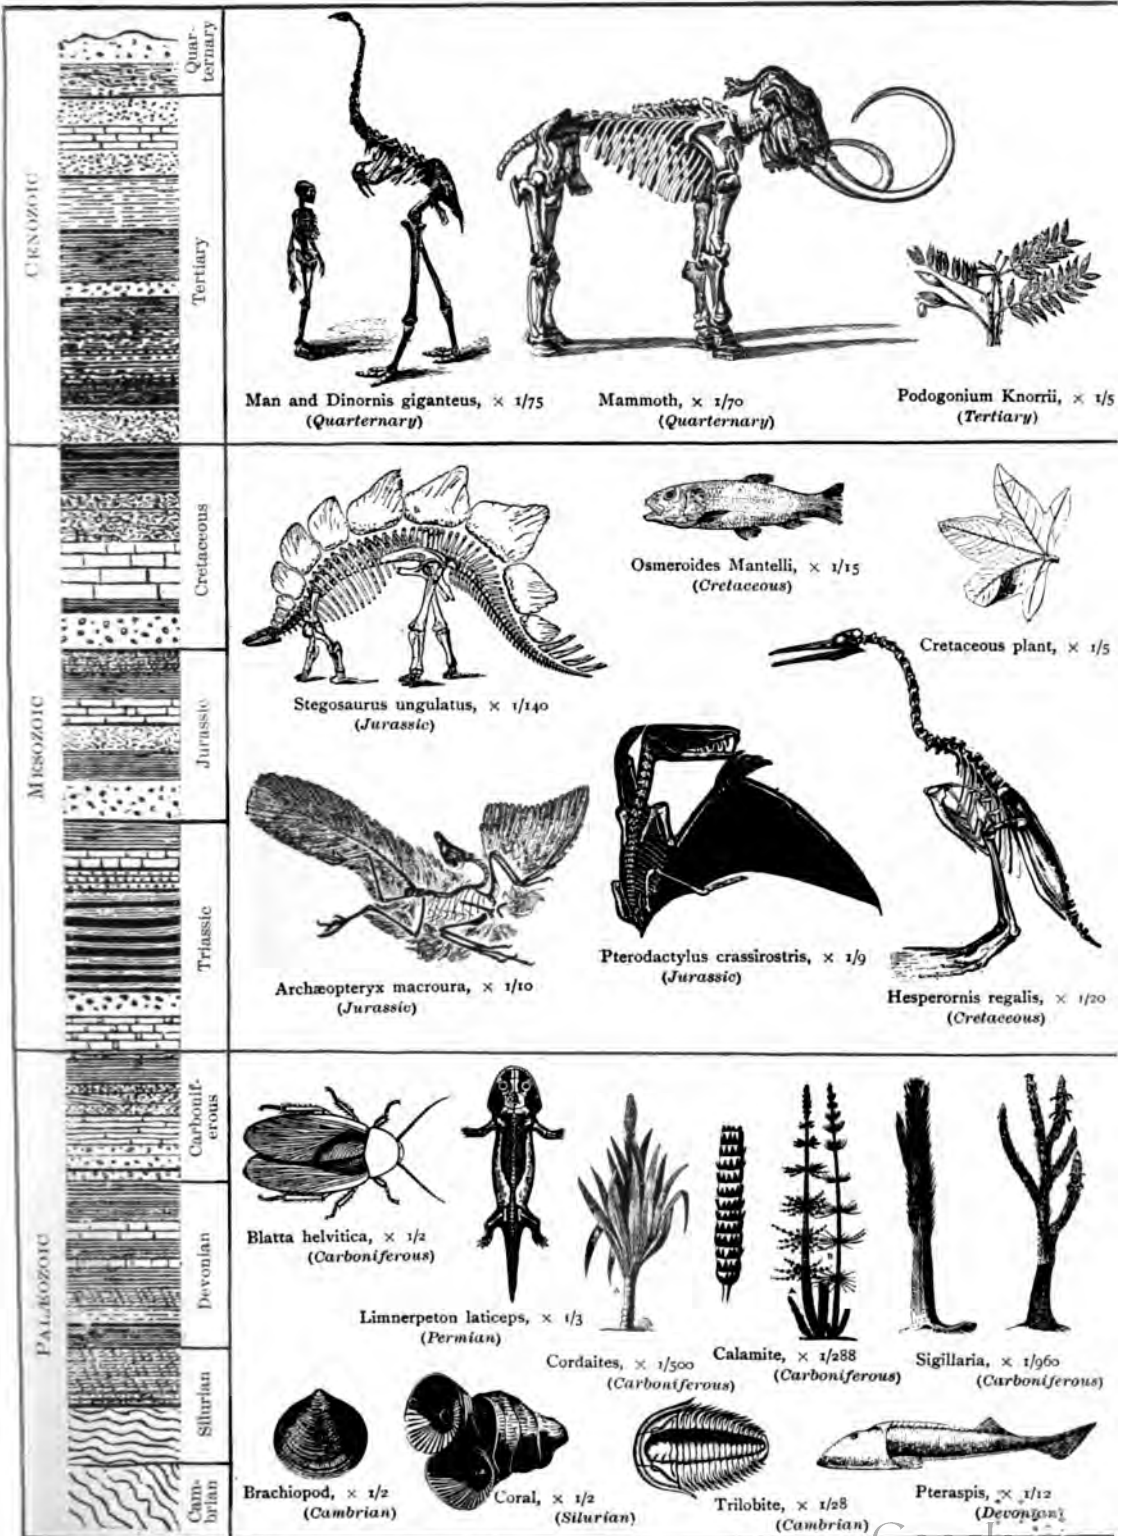 CENOZOIC
Quar-
ternary
Tertiary
Man and Dinornis giganteus, × 1/75
(Quarternary)
Mammoth, × 1/70
(Quarternary)
Podogonium Knorrii, × 1/5
(Tertiary)
MESOZOIC
Cretaceous
Jurassic
Triassic
Stegosaurus ungulatus, × 1/140
(Jurassic)
Osmeroides Mantelli, × 1/15
(Cretaceous)
Cretaceous plant, × 1/5
Archæopteryx macroura, × 1/10
(Jurassic)
Pterodactylus crassirostris, × 1/9
(Jurassic)
Hesperornis regalis, × 1/20
(Cretaceous)
PALÆOZOIC
Carbonif-
erous
Devonian
Silurian
Cam-
brian
Blatta helvitica, × 1/2
(Carboniferous)
Limnerpeton laticeps, × 1/3
(Permian)
Cordaites, × 1/500
(Carboniferous)
Calamite, × 1/288
(Carboniferous)
Sigillaria, × 1/960
(Carboniferous)
Brachiopod, × 1/2
(Cambrian)
Coral, × 1/2
(Silurian)
Trilobite, × 1/28
(Cambrian)
Pteraspis, × 1/12
(Devonian)